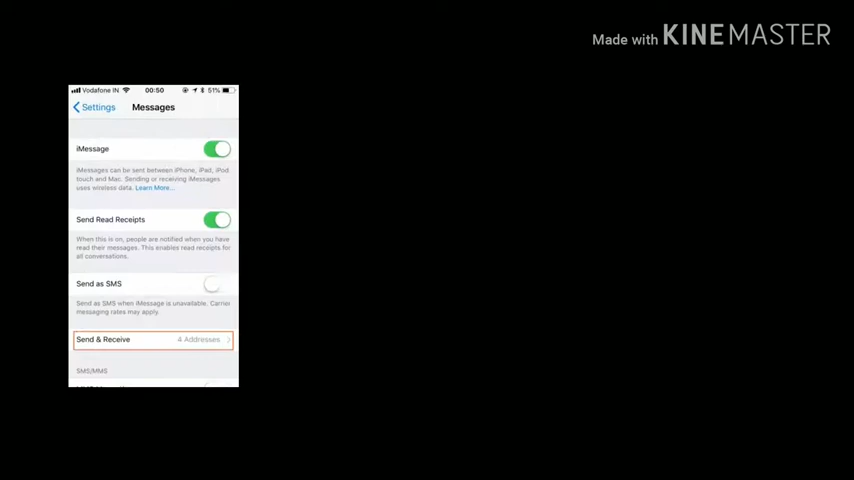 Made with KINEMASTER
Vodafone IN 00:50 51%
Settings Messages
iMessage
iMessages can be sent between iPhone, iPad, iPod
touch and Mac. Sending or receiving iMessages
uses wireless data. Learn More...
Send Read Receipts
When this is on, people are notified when you have
read their messages. This enables read receipts for
all conversations.
Send as SMS
Send as SMS when iMessage is unavailable. Carrier
messaging rates may apply.
Send & Receive 4 Addresses
SMS/MMS